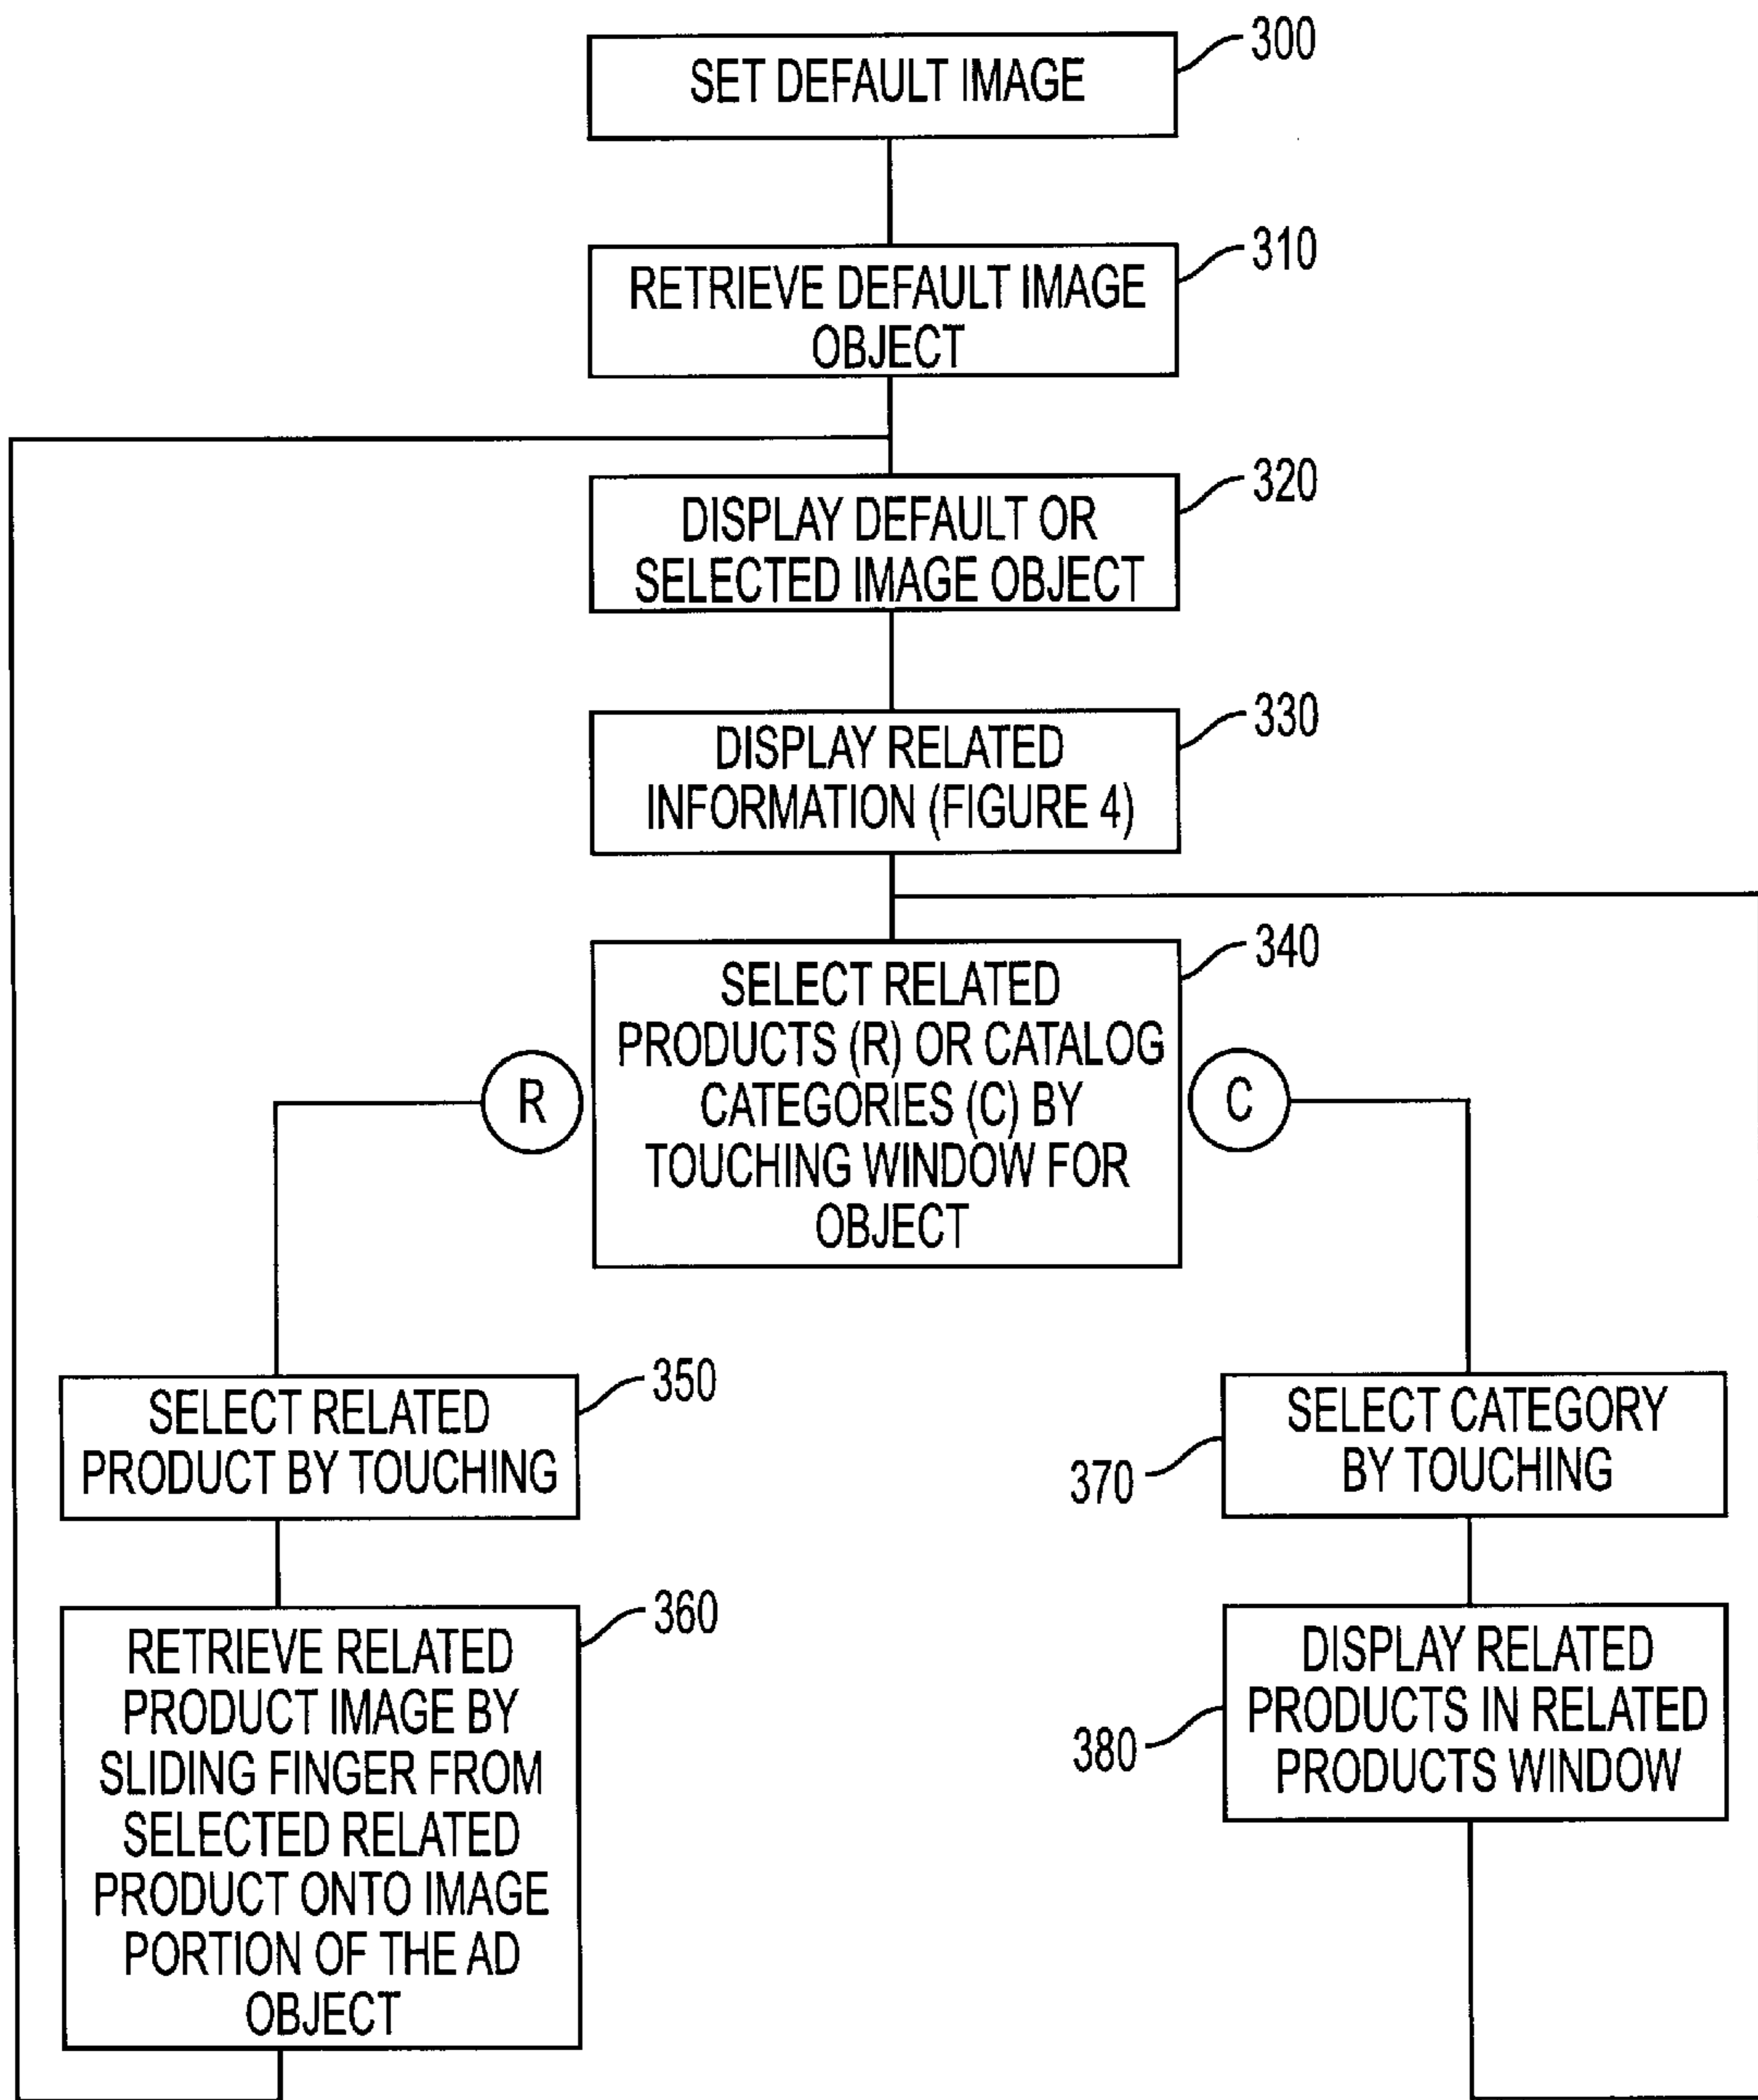 300
SET DEFAULT IMAGE
310
RETRIEVE DEFAULT IMAGE
OBJECT
320
DISPLAY DEFAULT OR
SELECTED IMAGE OBJECT
330
DISPLAY RELATED
INFORMATION (FIGURE 4)
340
SELECT RELATED
PRODUCTS (R) OR CATALOG
CATEGORIES (C) BY
TOUCHING WINDOW FOR
OBJECT
R
C
350
SELECT RELATED
PRODUCT BY TOUCHING
360
RETRIEVE RELATED
PRODUCT IMAGE BY
SLIDING FINGER FROM
SELECTED RELATED
PRODUCT ONTO IMAGE
PORTION OF THE AD
OBJECT
370
SELECT CATEGORY
BY TOUCHING
380
DISPLAY RELATED
PRODUCTS IN RELATED
PRODUCTS WINDOW